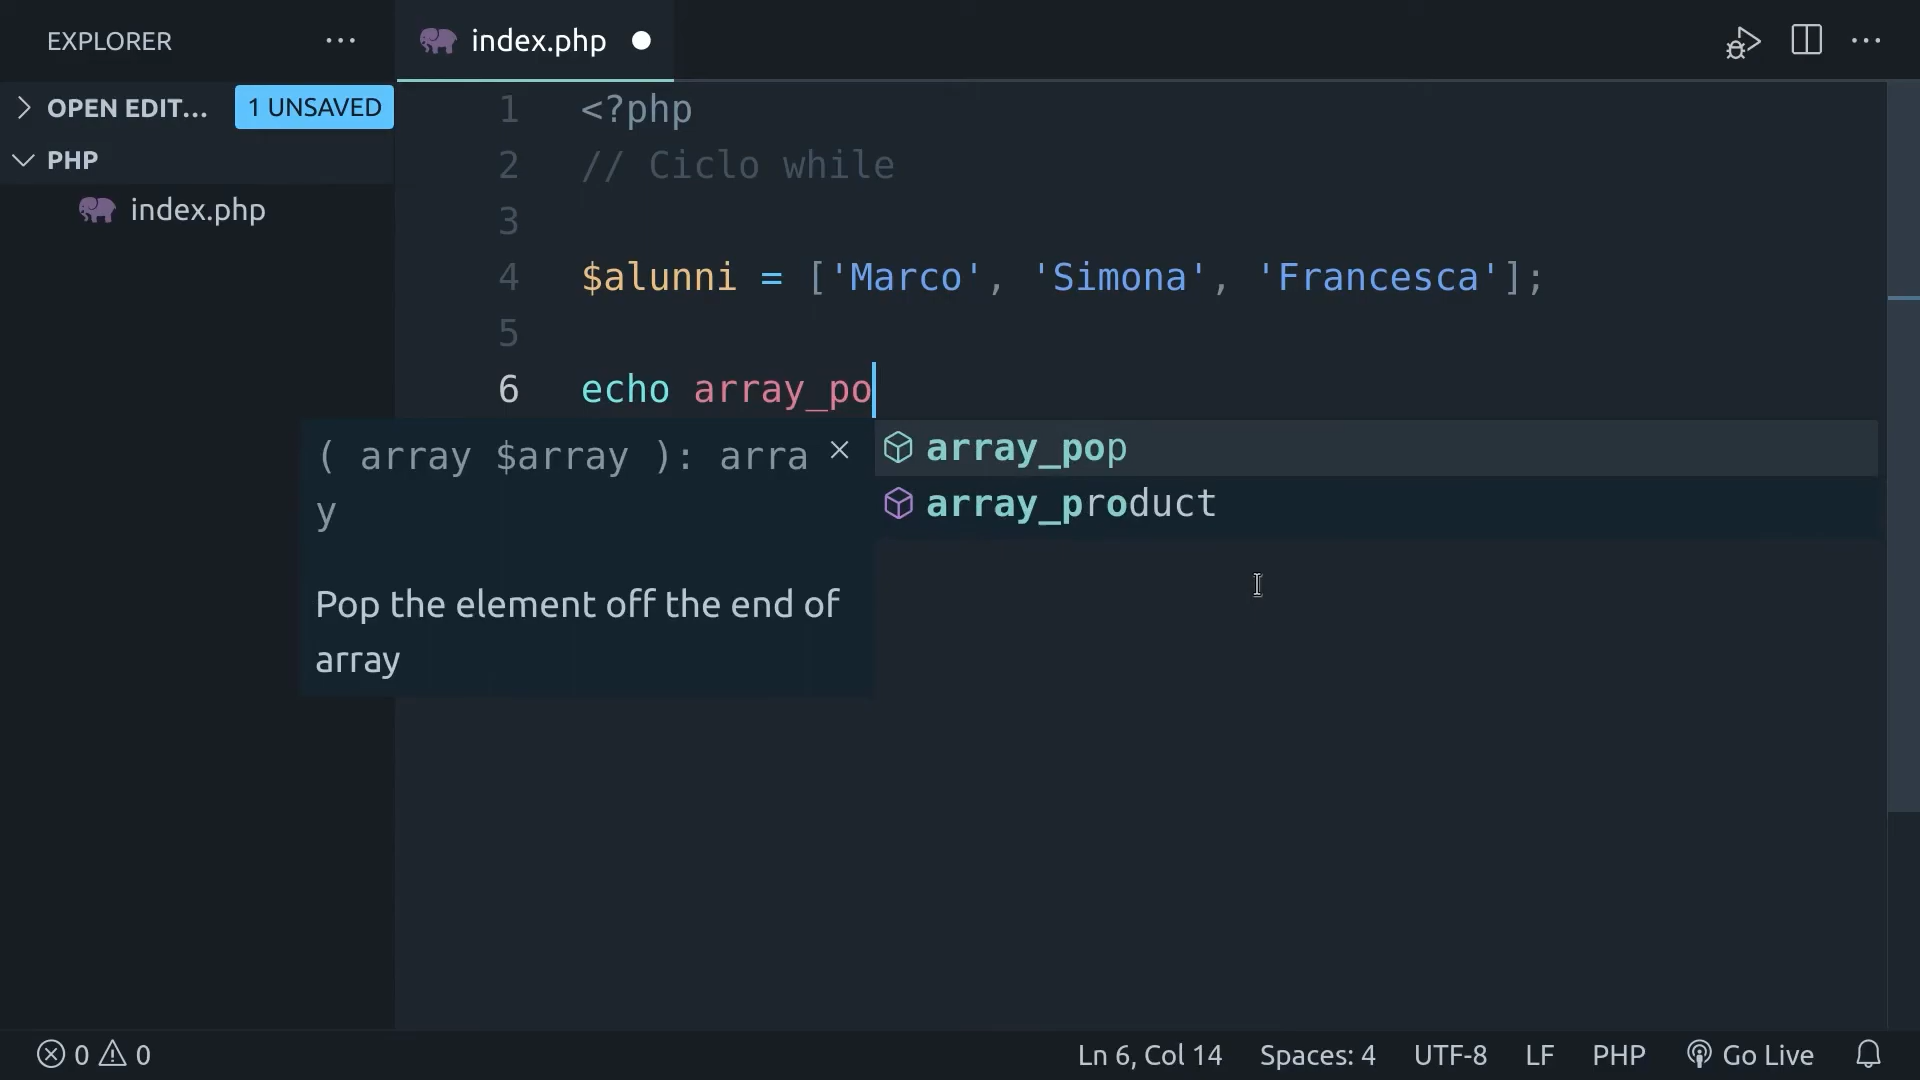 EXPLORER
index.php
OPEN EDIT...
1 UNSAVED
PHP
index.php
1 <?php
2 // Ciclo while
3
4 $alunni = ['Marco', 'Simona', 'Francesca'];
5
6 echo array_po
( array $array ): arra
y
Pop the element off the end of
array
array_pop
array_product
0 0
Ln 6, Col 14 Spaces: 4 UTF-8 LF PHP Go Live